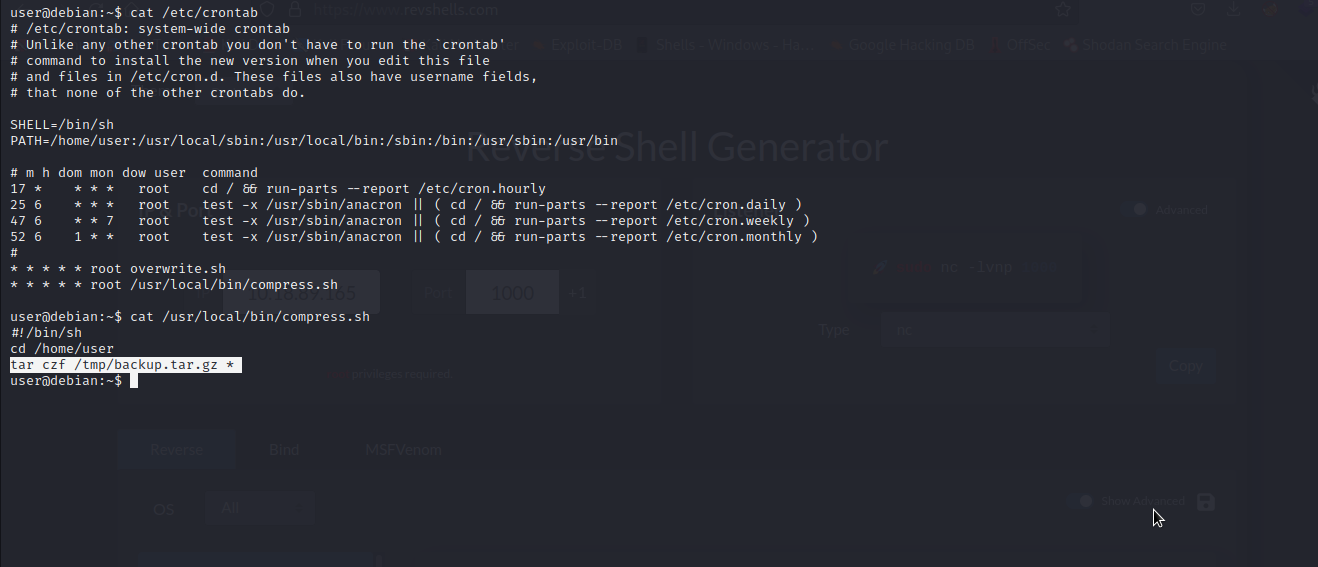 user@debian:~$ cat /etc/crontab
https://www.revshells.com
# /etc/crontab: system-wide crontab
# Unlike any other crontab you don't have to run the `crontab'
Exploit-DB Shells - Windows - Ha... Google Hacking DB OffSec Shodan Search Engine
# command to install the new version when you edit this file
# and files in /etc/cron.d. These files also have username fields,
# that none of the other crontabs do.
SHELL=/bin/sh
PATH=/home/user:/usr/local/sbin:/usr/local/bin:/sbin:/bin:/usr/sbin:/usr/bin
Reverse Shell Generator
# m h dom mon dow user  command
17 *    * * *   root    cd / && run-parts --report /etc/cron.hourly
25 6    * * *   root    test -x /usr/sbin/anacron || ( cd / && run-parts --report /etc/cron.daily )
47 6    * * 7   root    test -x /usr/sbin/anacron || ( cd / && run-parts --report /etc/cron.weekly )
52 6    1 * *   root    test -x /usr/sbin/anacron || ( cd / && run-parts --report /etc/cron.monthly )
Advanced
#
* * * * * root overwrite.sh
nc -lvnp
* * * * * root /usr/local/bin/compress.sh
Port 1000 +1
user@debian:~$ cat /usr/local/bin/compress.sh
#!/bin/sh
Type nc
cd /home/user
tar czf /tmp/backup.tar.gz *
privileges required.
Copy
user@debian:~$
Reverse Bind MSFVenom
OS All
Show Advanced